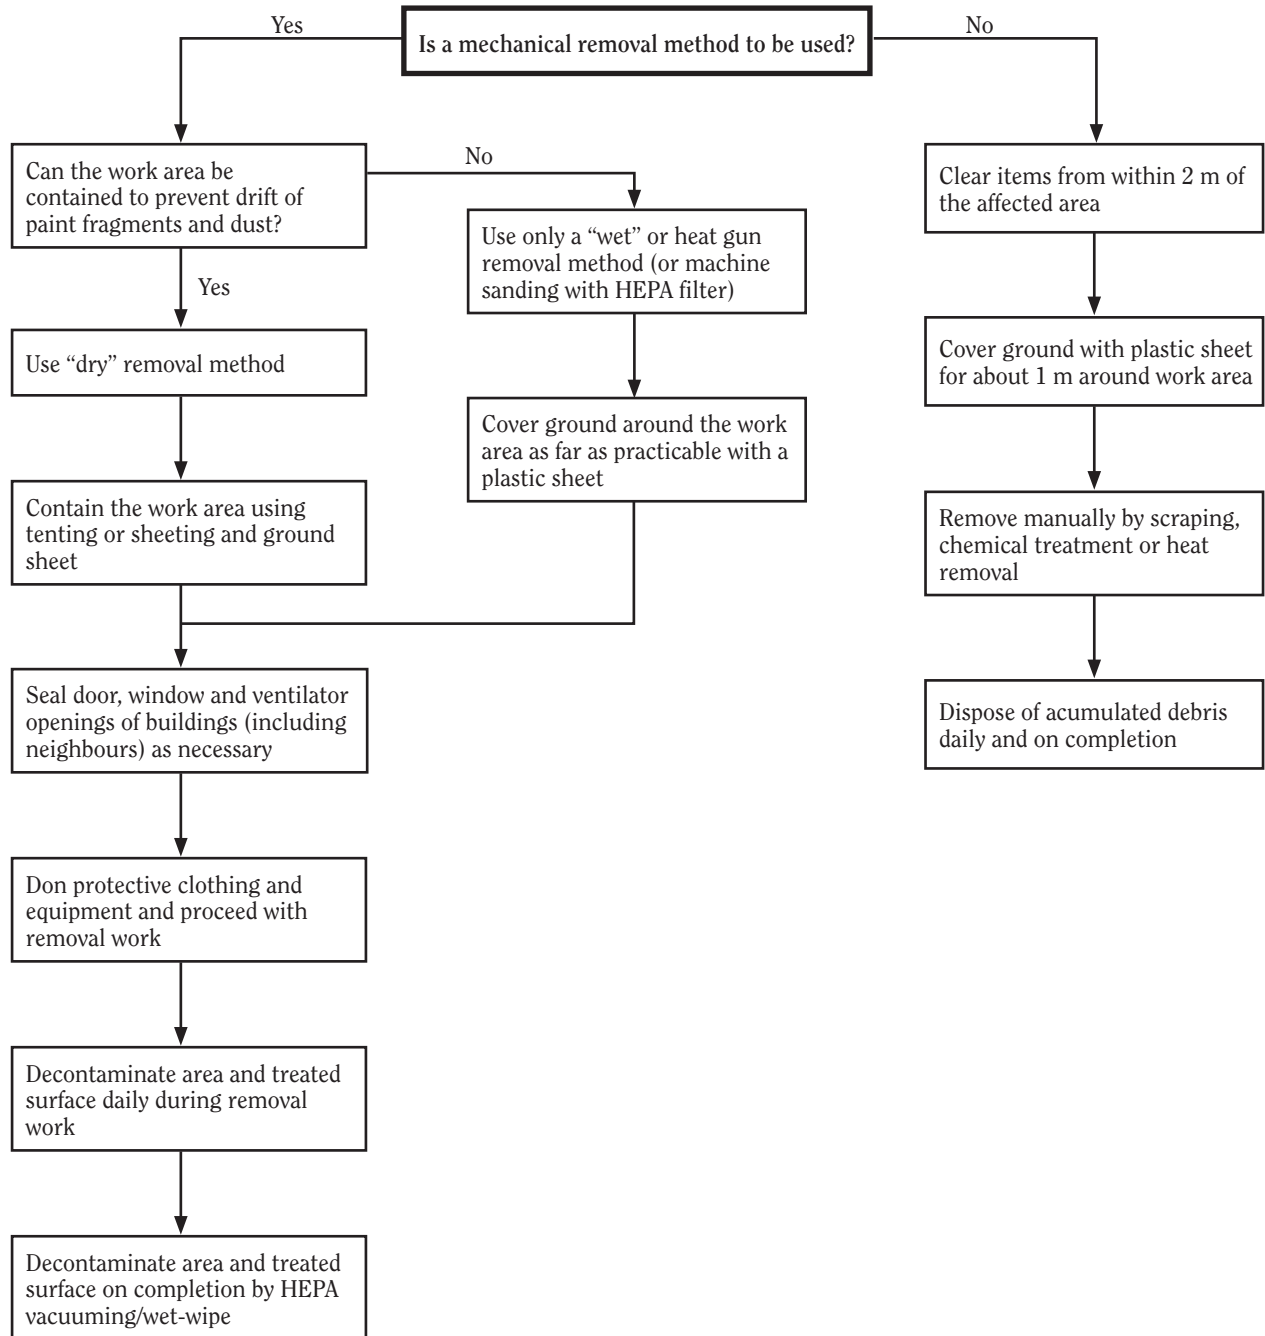 Is a mechanical removal method to be used?
Yes
No
Can the work area be
contained to prevent drift of
paint fragments and dust?
No
Yes
Use only a “wet” or heat gun
removal method (or machine
sanding with HEPA filter)
Use “dry” removal method
Cover ground around the work
area as far as practicable with a
plastic sheet
Contain the work area using
tenting or sheeting and ground
sheet
Seal door, window and ventilator
openings of buildings (including
neighbours) as necessary
Don protective clothing and
equipment and proceed with
removal work
Decontaminate area and treated
surface daily during removal
work
Decontaminate area and treated
surface on completion by HEPA
vacuuming/wet-wipe
Clear items from within 2 m of
the affected area
Cover ground with plastic sheet
for about 1 m around work area
Remove manually by scraping,
chemical treatment or heat
removal
Dispose of acumulated debris
daily and on completion